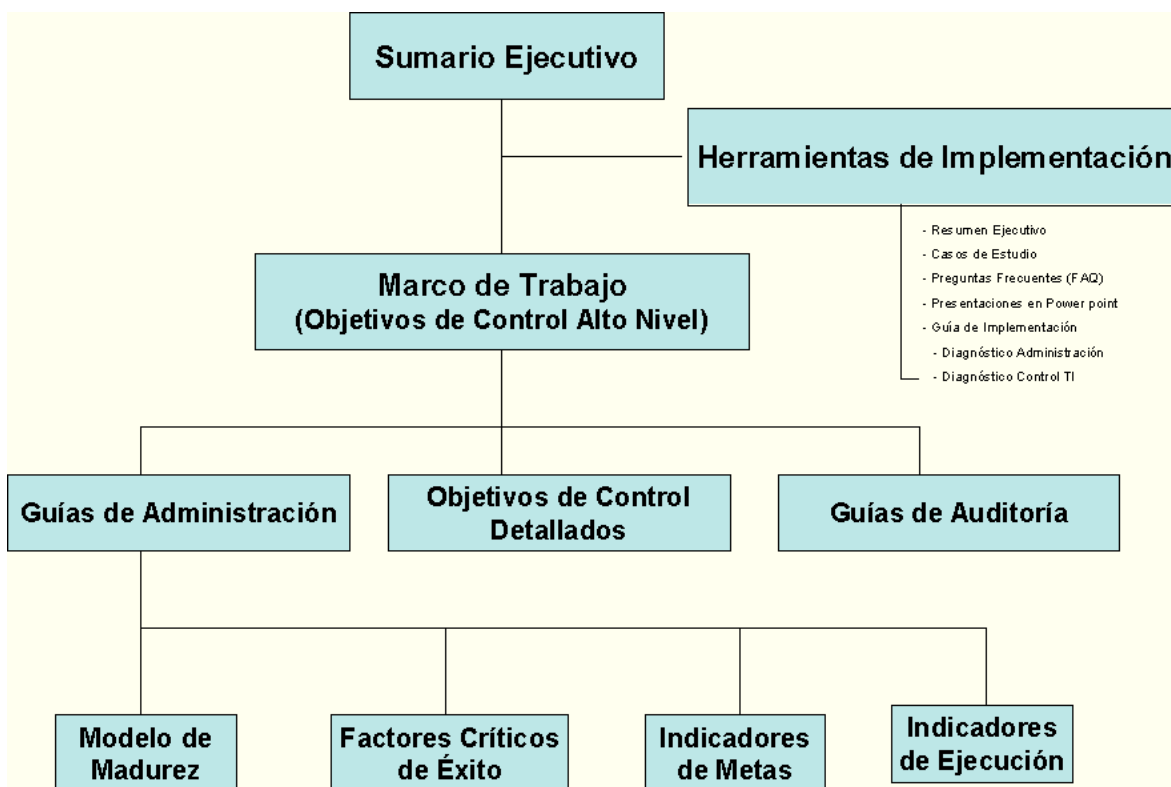 Sumario Ejecutivo
Herramientas de Implementación
- Resumen Ejecutivo
- Casos de Estudio
- Preguntas Frecuentes (FAQ)
- Presentaciones en Power point
- Guía de Implementación
- Diagnóstico Administración
- Diagnóstico Control TI
Marco de Trabajo
(Objetivos de Control Alto Nivel)
Guías de Administración
Objetivos de Control
Detallados
Guías de Auditoría
Modelo de
Madurez
Factores Críticos
de Éxito
Indicadores
de Metas
Indicadores
de Ejecución